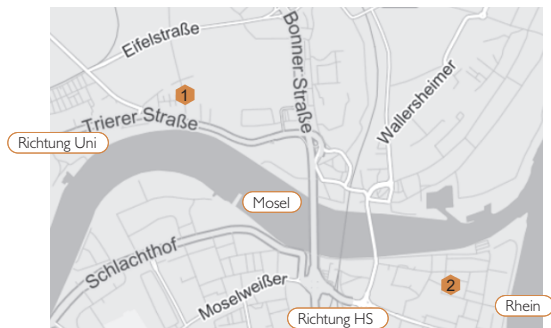 Eifelstraße
Bonner Straße
1
Trierer Straße
Wallersheimer
Richtung Uni
Mosel
Schlachthof
Moselweißer
2
Rhein
Richtung HS